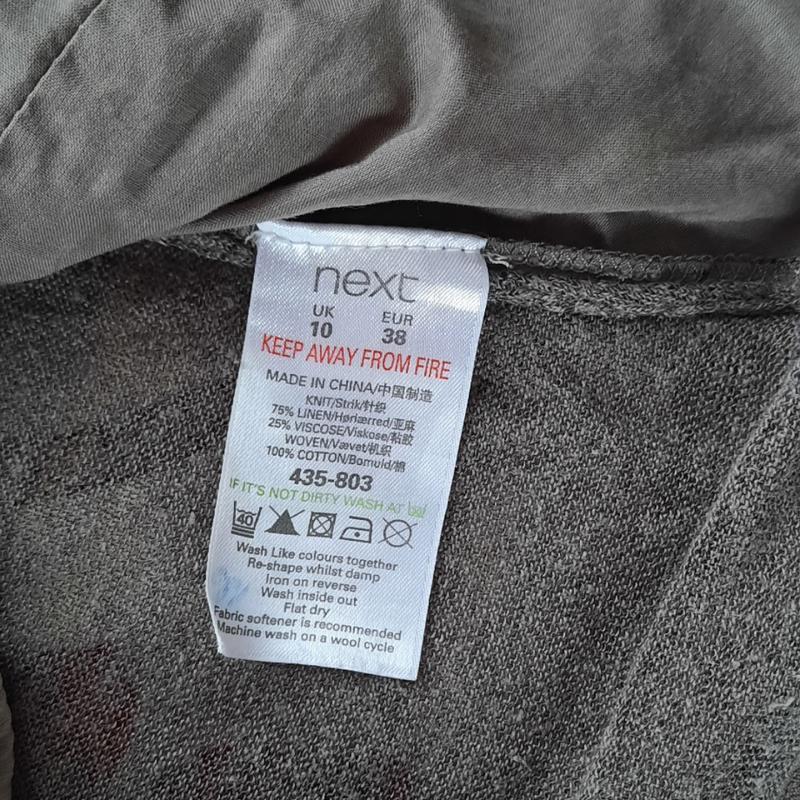 next
UK EUR
10 38
KEEP AWAY FROM FIRE
MADE IN CHINA/中国制造
KNIT/Strik/针织
75% LINEN/Hørlærred/亚麻
25% VISCOSE/Viskose/粘胶
WOVEN/Vævet/机织
100% COTTON/Bomuld/棉
435-803
IF IT'S NOT DIRTY WASH AT
40
Wash Like colours together
Re-shape whilst damp
Iron on reverse
Wash inside out
Flat dry
Fabric softener is recommended
Machine wash on a wool cycle